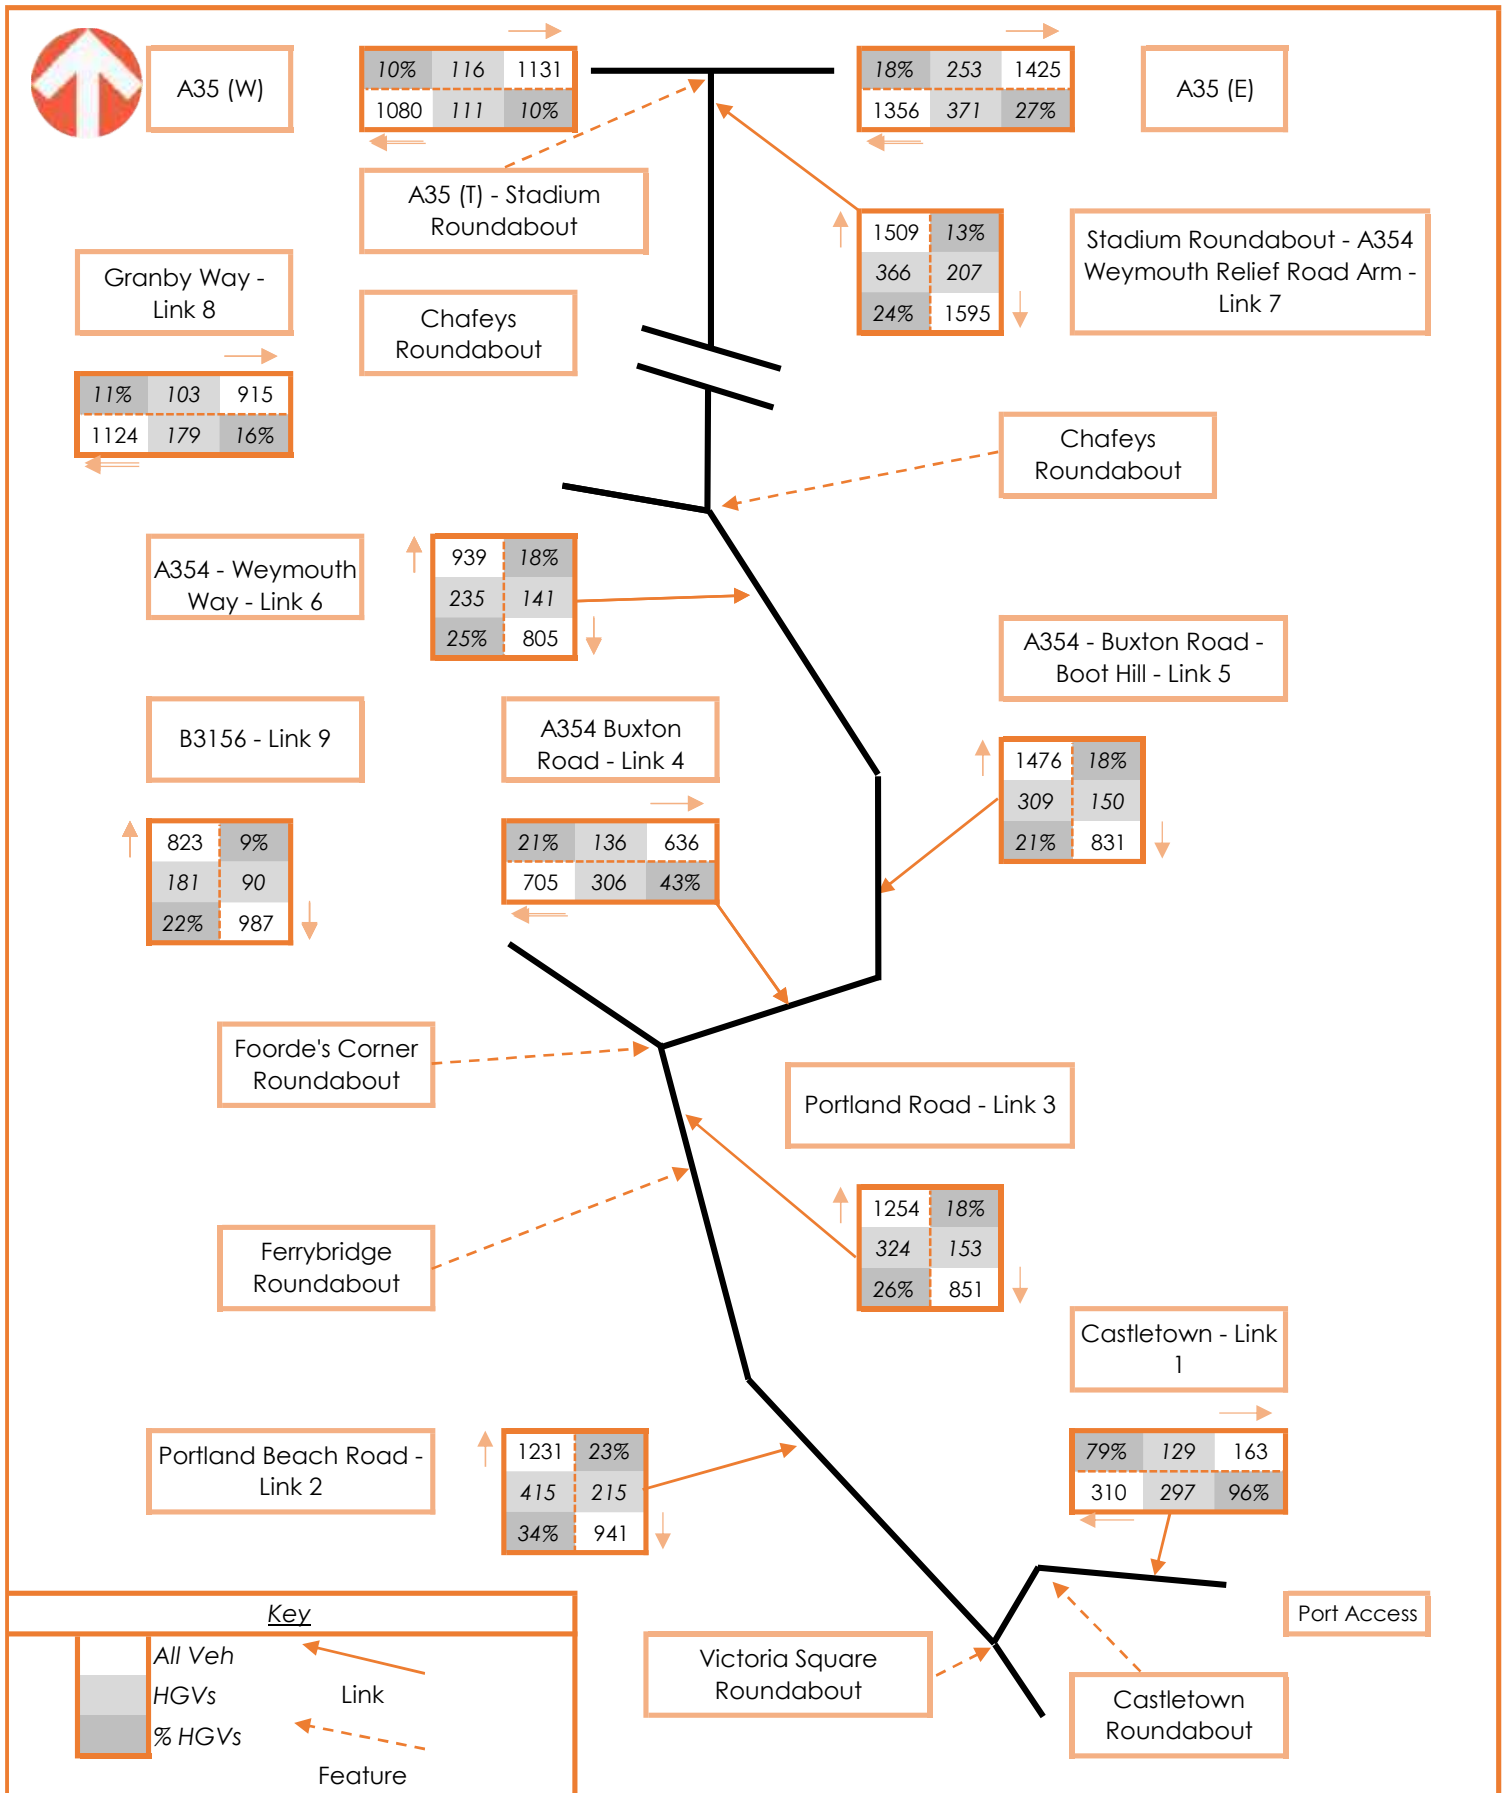 A35 (W)
10% 116 1131
1080 111 10%
18% 253 1425
1356 371 27%
A35 (E)
A35 (T) - Stadium
Roundabout
1509 13%
366 207
24% 1595
Stadium Roundabout - A354
Weymouth Relief Road Arm -
Link 7
Granby Way -
Link 8
Chafeys
Roundabout
11% 103 915
1124 179 16%
Chafeys
Roundabout
A354 - Weymouth
Way - Link 6
939 18%
235 141
25% 805
A354 - Buxton Road -
Boot Hill - Link 5
B3156 - Link 9
A354 Buxton
Road - Link 4
1476 18%
309 150
21% 831
823 9%
181 90
22% 987
21% 136 636
705 306 43%
Foorde's Corner
Roundabout
Portland Road - Link 3
1254 18%
324 153
26% 851
Ferrybridge
Roundabout
Castletown - Link
1
Portland Beach Road -
Link 2
1231 23%
415 215
34% 941
79% 129 163
310 297 96%
Port Access
Victoria Square
Roundabout
Castletown
Roundabout
Key
All Veh
HGVs
% HGVs
Link
Feature